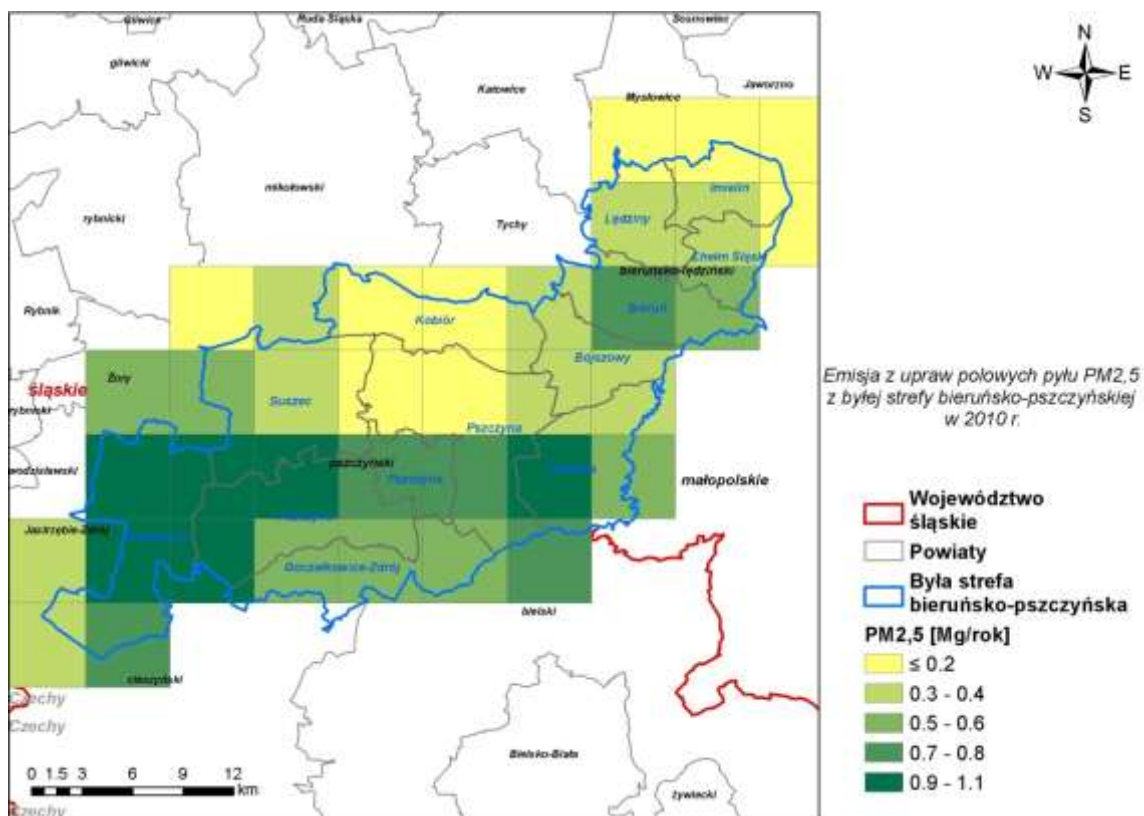 Gliwice
Ruda Śląska
Sosnowiec
gliwicki
Katowice
Jaworzno
Mysłowice
mikołowski
Imielin
rybnicki
Tychy
Lędziny
Chełm Śląski
bieruńsko-lędziński
Rybnik
Kobiór
Bieruń
Bojszowy
Żory
śląskie
Suszec
rybnicki
Pszczyna
wodzisławski
pszczyński
Pszczyna
małopolskie
Jastrzębie-Zdrój
Goczałkowice-Zdrój
bielski
cieszyński
Czechy
Czechy
Bielsko-Biała
żywiecki
Czechy
0 1.5 3 6 9 12
km
N
W E
S
Emisja z upraw polowych pyłu PM2,5
z byłej strefy bieruńsko-pszczyńskiej
w 2010 r.
Województwo
śląskie
Powiaty
Była strefa
bieruńsko-pszczyńska
PM2,5 [Mg/rok]
≤ 0.2
0.3 - 0.4
0.5 - 0.6
0.7 - 0.8
0.9 - 1.1